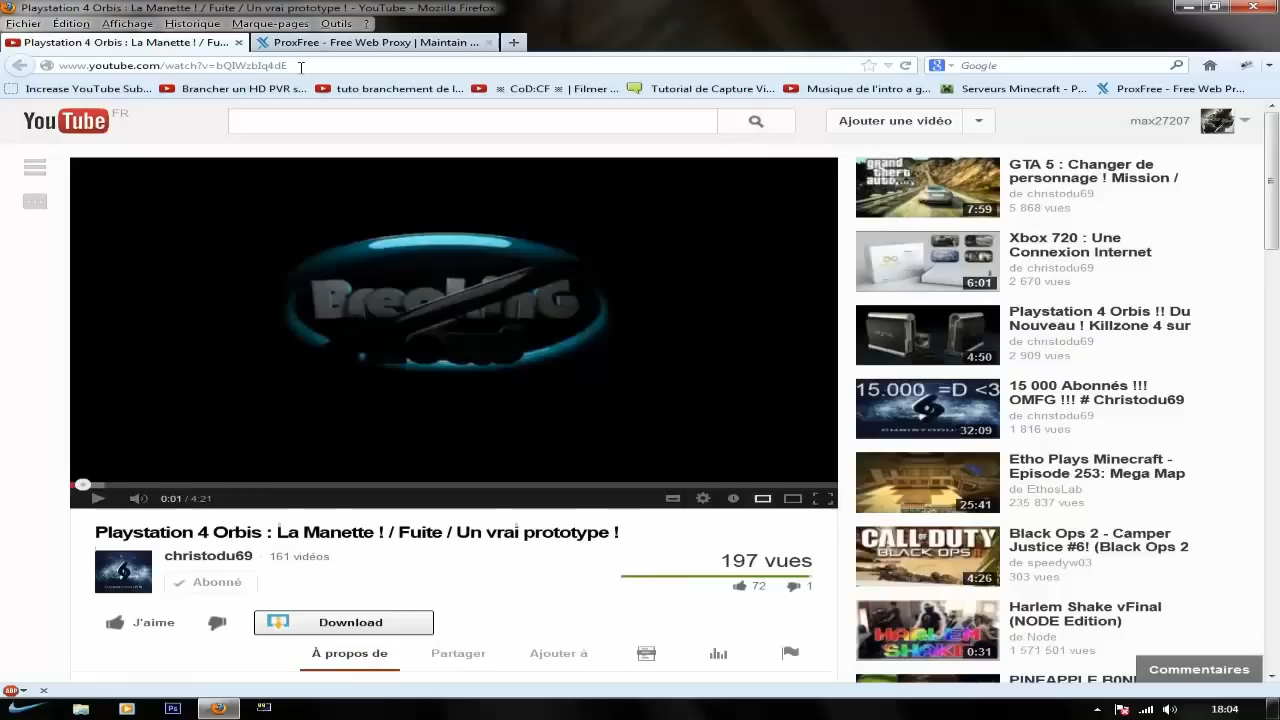 Playstation 4 Orbis : La Manette ! / Fuite / Un vrai prototype ! - YouTube - Mozilla Firefox
Fichier Édition Affichage Historique Marque-pages Outils ?
Playstation 4 Orbis : La Manette ! / Fu... × ProxFree - Free Web Proxy | Maintain ... ×
www.youtube.com/watch?v=bQIWzbIq4dE Google
Increase YouTube Sub... Brancher un HD PVR s... tuto branchement de l... ※ CoD:CF ※ | Filmer ... Tutorial de Capture Vi... Musique de l'intro a g... Serveurs Minecraft - P... ProxFree - Free Web Pr...
YouTube FR
Ajouter une vidéo
max27207
BreakinG
0:01 / 4:21
Playstation 4 Orbis : La Manette ! / Fuite / Un vrai prototype !
christodu69 · 161 vidéos
Abonné
197 vues
72 1
J'aime
Download
À propos de Partager Ajouter à
grand theft auto
7:59
GTA 5 : Changer de
personnage ! Mission /
de christodu69
5 868 vues
6:01
Xbox 720 : Une
Connexion Internet
de christodu69
2 670 vues
4:50
Playstation 4 Orbis !! Du
Nouveau ! Killzone 4 sur
de christodu69
2 909 vues
15.000 =D <3
32:09
15 000 Abonnés !!!
OMFG !!! # Christodu69
de christodu69
1 816 vues
25:41
Etho Plays Minecraft -
Episode 253: Mega Map
de EthosLab
235 837 vues
CALL OF DUTY
BLACK OPS II
4:26
Black Ops 2 - Camper
Justice #6! (Black Ops 2
de speedyw03
303 vues
HARLEM
SHAKE
0:31
Harlem Shake vFinal
(NODE Edition)
de Node
1 571 501 vues
Commentaires
ABP
Ps
18:04